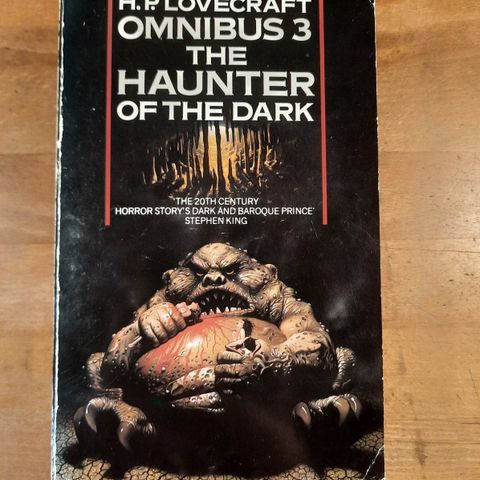 H.P. LOVECRAFT
OMNIBUS 3
THE
HAUNTER
OF THE DARK
'THE 20TH CENTURY
HORROR STORY'S DARK AND BAROQUE PRINCE'
STEPHEN KING